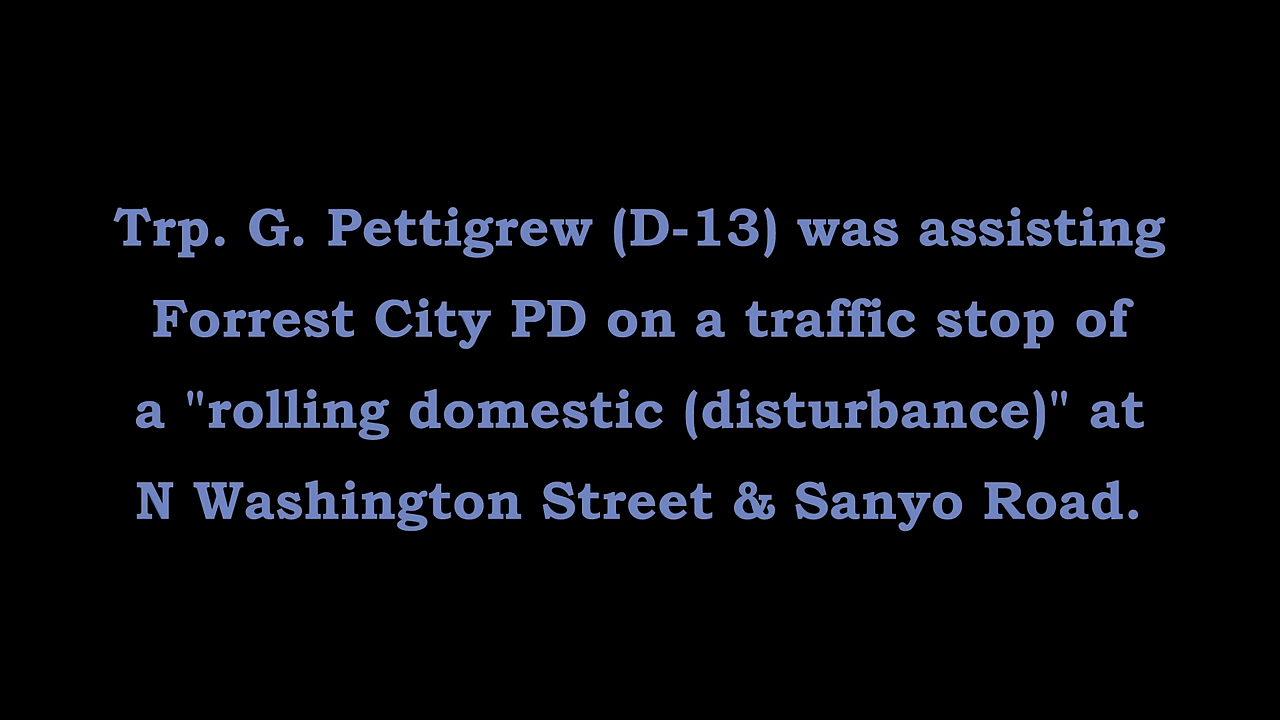 Trp. G. Pettigrew (D-13) was assisting
Forrest City PD on a traffic stop of
a "rolling domestic (disturbance)" at
N Washington Street & Sanyo Road.